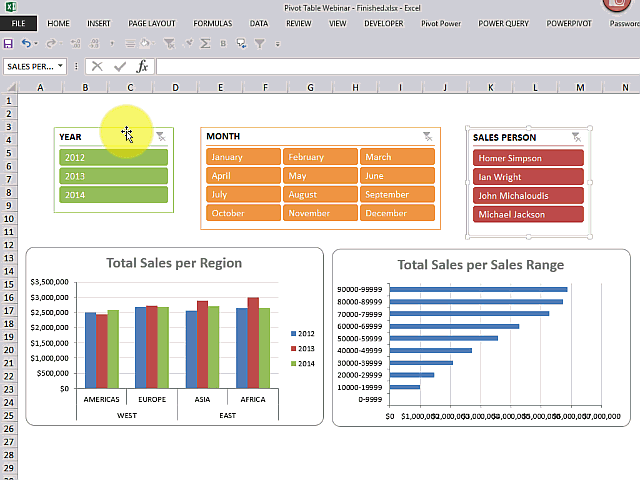 Pivot Table Webinar - Finished.xlsx - Excel
FILE HOME INSERT PAGE LAYOUT FORMULAS DATA REVIEW VIEW DEVELOPER Pivot Power POWER QUERY POWERPIVOT Password
SALES PER... fx
A B C D E F G H I J K L M N
1
2
3
4
5
6
7
8
9
10
11
12
13
14
15
16
17
18
19
20
21
22
23
24
25
26
27
28
29
YEAR
2012
2013
2014
MONTH
January February March
April May June
July August September
October November December
SALES PERSON
Homer Simpson
Ian Wright
John Michaloudis
Michael Jackson
Total Sales per Region
$3,500,000
$3,000,000
$2,500,000
$2,000,000
$1,500,000
$1,000,000
$500,000
$0
AMERICAS EUROPE ASIA AFRICA
WEST EAST
2012
2013
2014
Total Sales per Sales Range
90000-99999
80000-89999
70000-79999
60000-69999
50000-59999
40000-49999
30000-39999
20000-29999
10000-19999
0-9999
$0 $1,000,000 $2,000,000 $3,000,000 $4,000,000 $5,000,000 $6,000,000 $7,000,000